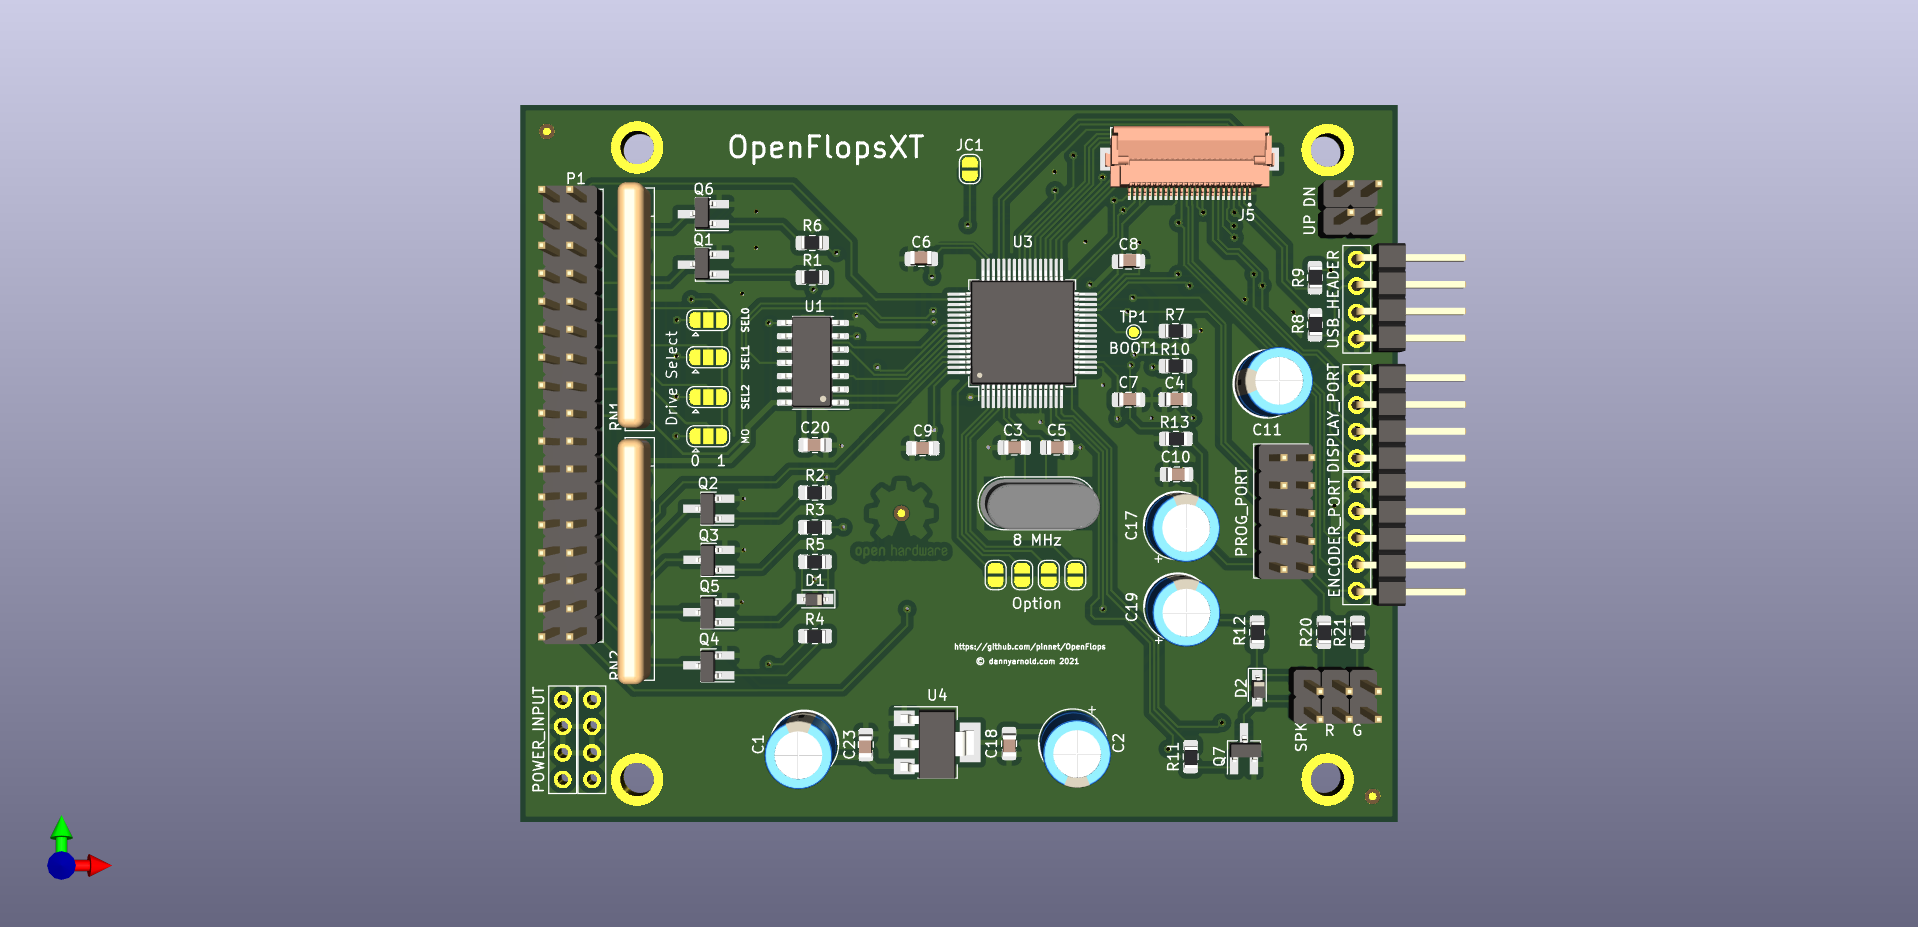 OpenFlopsXT
JC1
P1
Q6
J5
UP DN
Q1
R6
R1
C6
U3
C8
R9
R8
USB_HEADER
U1
SEL0
SEL1
SEL2
M0
Drive Select
0 1
TP1
BOOT1
R7
R10
C7
C4
R13
C10
C11
RN1
C20
C9
C3
C5
DISPLAY_PORT
ENCODER_PORT
PROG_PORT
Q2
R2
Q3
R3
Q5
R5
D1
Q4
R4
open hardware
8 MHz
Option
C17
+
C19
+
R12
R20
R21
RN2
https://github.com/pinnet/OpenFlops
© dannyarnold.com 2021
D2
SPK
R
G
POWER_INPUT
C1
C23
U4
C18
+
C2
R11
Q7